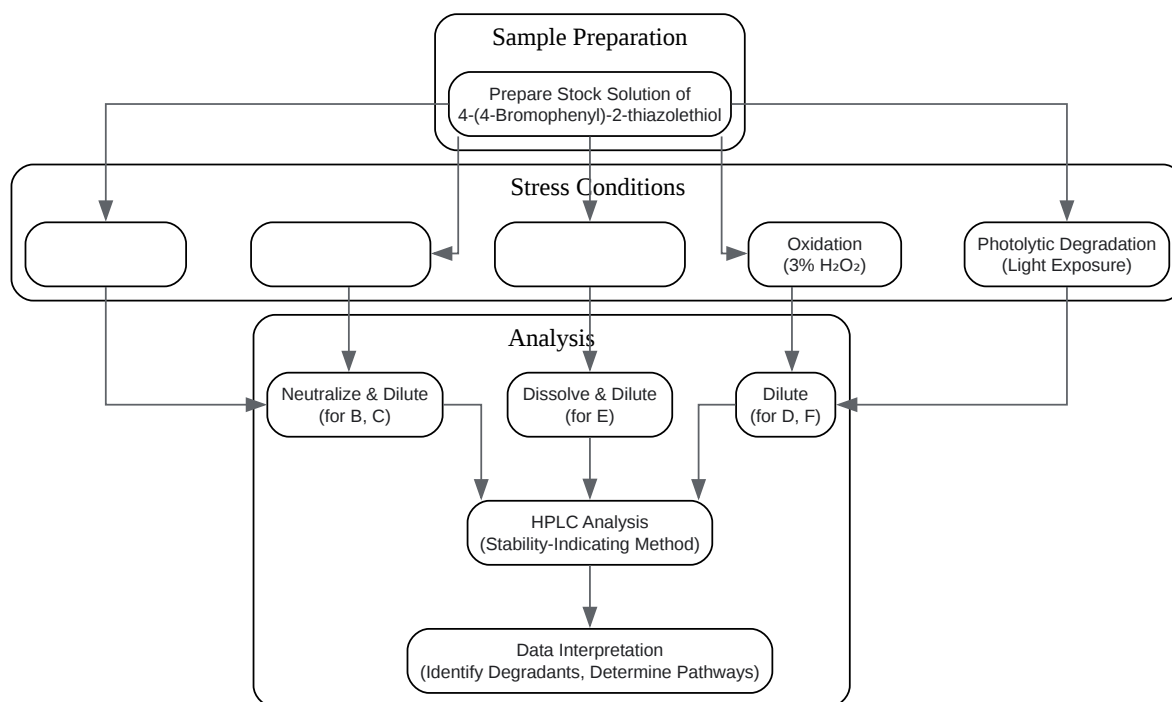 Sample Preparation
Prepare Stock Solution of
4-(4-Bromophenyl)-2-thiazolethiol
Stress Conditions
Oxidation
(3% H₂O₂)
Photolytic Degradation
(Light Exposure)
Analysis
Neutralize & Dilute
(for B, C)
Dissolve & Dilute
(for E)
Dilute
(for D, F)
HPLC Analysis
(Stability-Indicating Method)
Data Interpretation
(Identify Degradants, Determine Pathways)